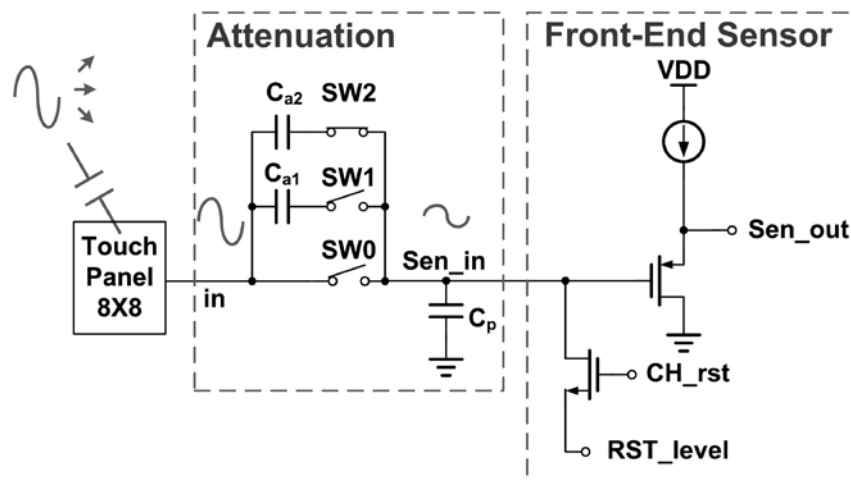 Attenuation
Front-End Sensor
VDD
Ca2 SW2
Ca1 SW1
SW0
Touch
Panel
8X8
in
Sen_in
Cp
Sen_out
CH_rst
RST_level